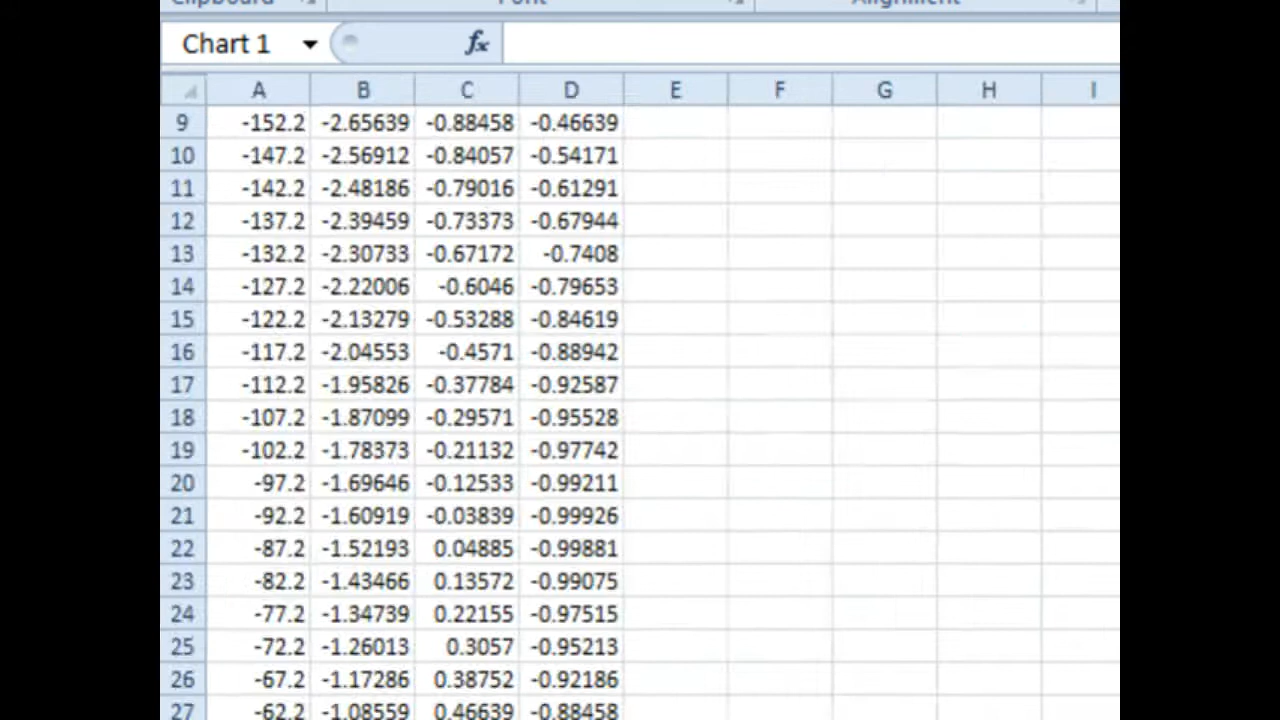 Clipboard Font Alignment
Chart 1 fx
A B C D E F G H I
9 -152.2 -2.65639 -0.88458 -0.46639
10 -147.2 -2.56912 -0.84057 -0.54171
11 -142.2 -2.48186 -0.79016 -0.61291
12 -137.2 -2.39459 -0.73373 -0.67944
13 -132.2 -2.30733 -0.67172 -0.7408
14 -127.2 -2.22006 -0.6046 -0.79653
15 -122.2 -2.13279 -0.53288 -0.84619
16 -117.2 -2.04553 -0.4571 -0.88942
17 -112.2 -1.95826 -0.37784 -0.92587
18 -107.2 -1.87099 -0.29571 -0.95528
19 -102.2 -1.78373 -0.21132 -0.97742
20 -97.2 -1.69646 -0.12533 -0.99211
21 -92.2 -1.60919 -0.03839 -0.99926
22 -87.2 -1.52193 0.04885 -0.99881
23 -82.2 -1.43466 0.13572 -0.99075
24 -77.2 -1.34739 0.22155 -0.97515
25 -72.2 -1.26013 0.3057 -0.95213
26 -67.2 -1.17286 0.38752 -0.92186
27 -62.2 -1.08559 0.46639 -0.88458